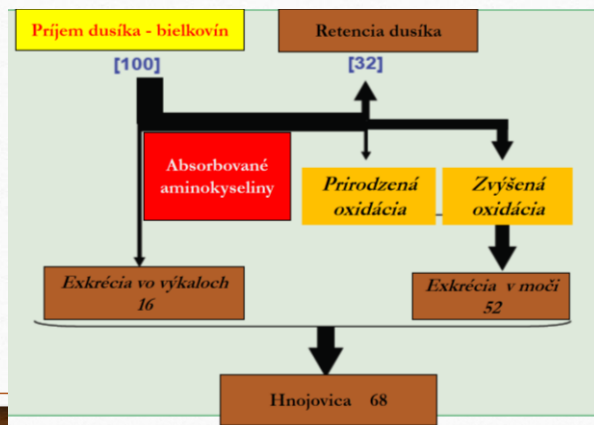 Príjem dusíka - bielkovín
Retencia dusíka
[100]
[32]
Absorbované
aminokyseliny
Prirodzená
oxidácia
Zvýšená
oxidácia
Exkrécia vo výkaloch
16
Exkrécia v moči
52
Hnojovica 68